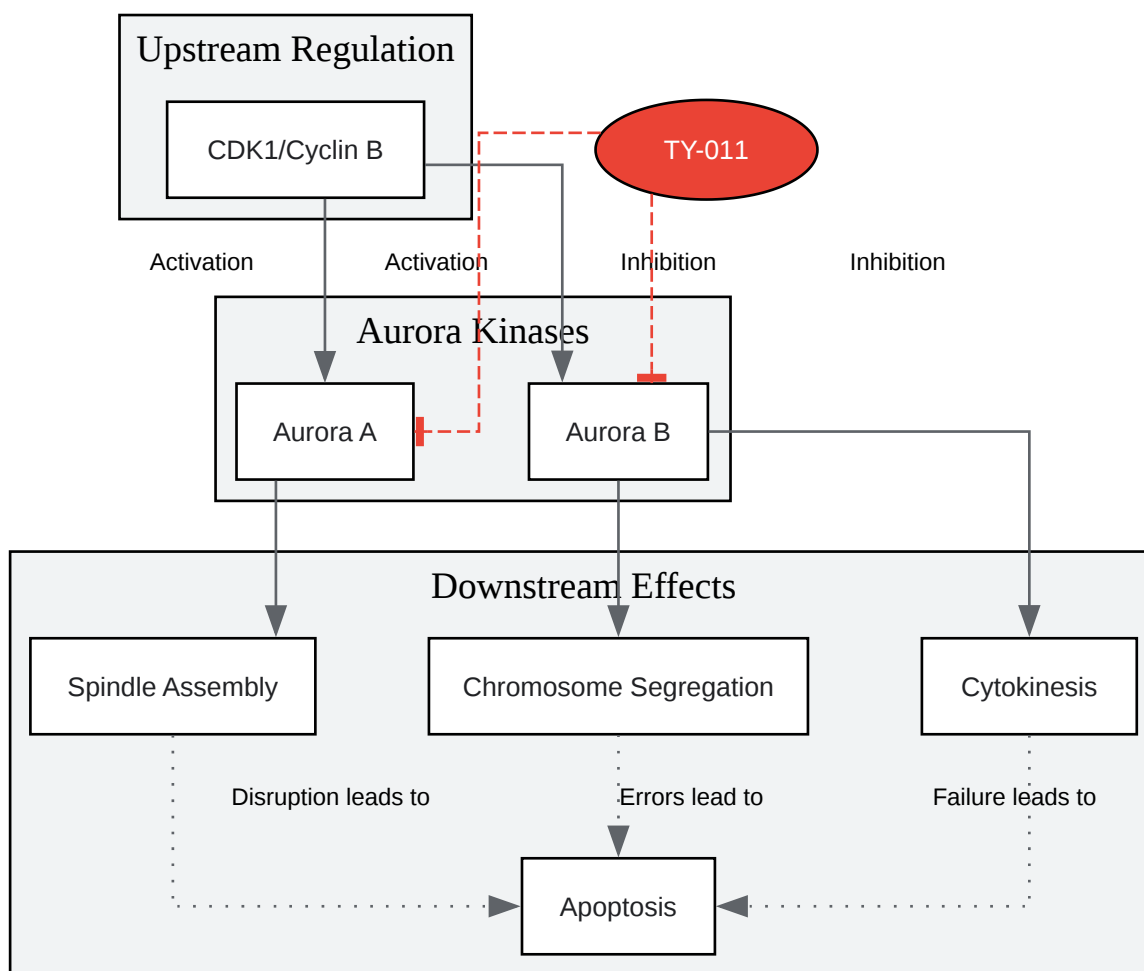 Upstream Regulation
CDK1/Cyclin B
TY-011
Activation
Activation
Inhibition
Inhibition
Aurora Kinases
Aurora A
Aurora B
Downstream Effects
Spindle Assembly
Chromosome Segregation
Cytokinesis
Disruption leads to
Errors lead to
Failure leads to
Apoptosis